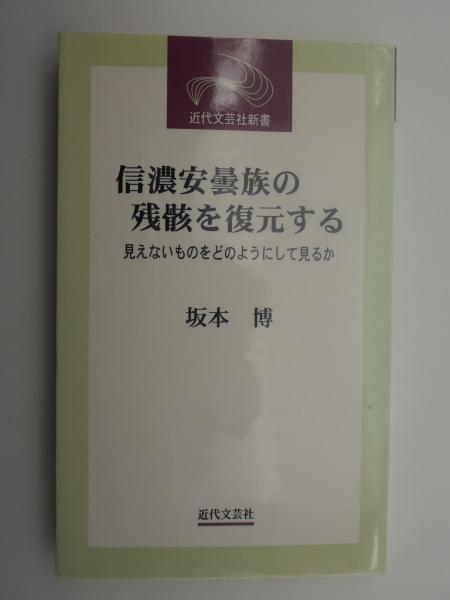 近代文芸社新書
信濃安曇族の
残骸を復元する
見えないものをどのようにして見るか
坂本 博
近代文芸社